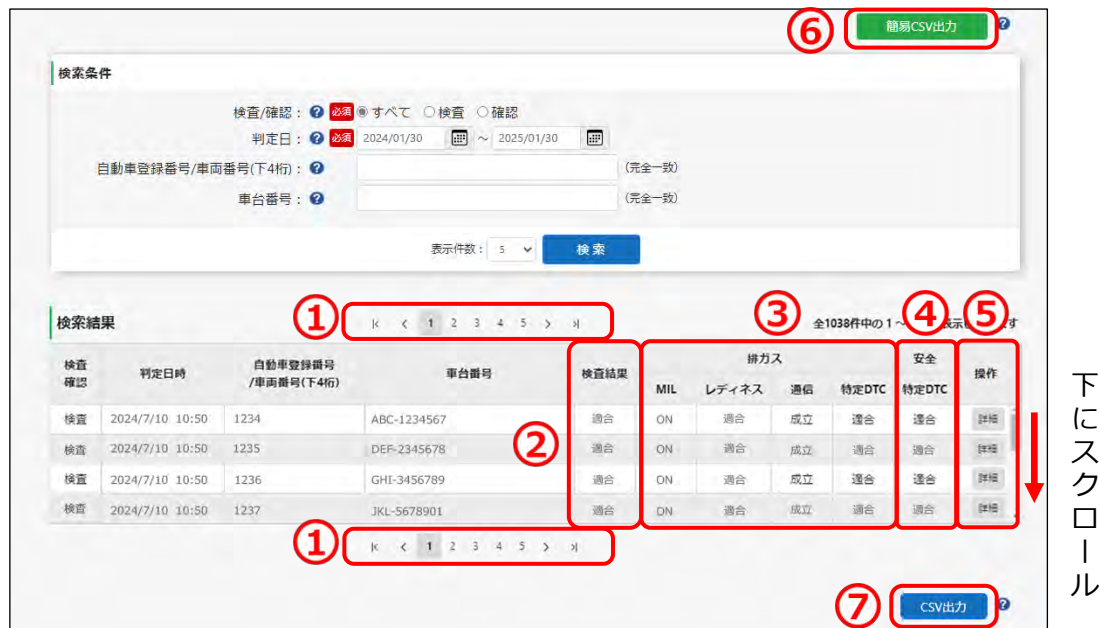 ⑥ 簡易CSV出力 ?
検索条件
検査/確認： ? 必須 すべて 検査 確認
判定日： ? 必須 2024/01/30 ～ 2025/01/30
自動車登録番号/車両番号(下4桁)： ? (完全一致)
車台番号： ? (完全一致)
表示件数： 5 検索
検索結果 ① 1 2 3 4 5 ③ 全1038件中の 1 ～ ④ 表示 ⑤ す
検査確認 判定日時 自動車登録番号/車両番号(下4桁) 車台番号 検査結果 排ガス 安全 操作
MIL レディネス 通信 特定DTC 特定DTC
検査 2024/7/10 10:50 1234 ABC-1234567 適合 ON 適合 成立 適合 適合 詳細
検査 2024/7/10 10:50 1235 DEF-2345678 ② 適合 ON 適合 成立 適合 適合 詳細
検査 2024/7/10 10:50 1236 GHI-3456789 適合 ON 適合 成立 適合 適合 詳細
検査 2024/7/10 10:50 1237 JKL-5678901 適合 ON 適合 成立 適合 適合 詳細
① 1 2 3 4 5
⑦ CSV出力 ?
下にスクロール